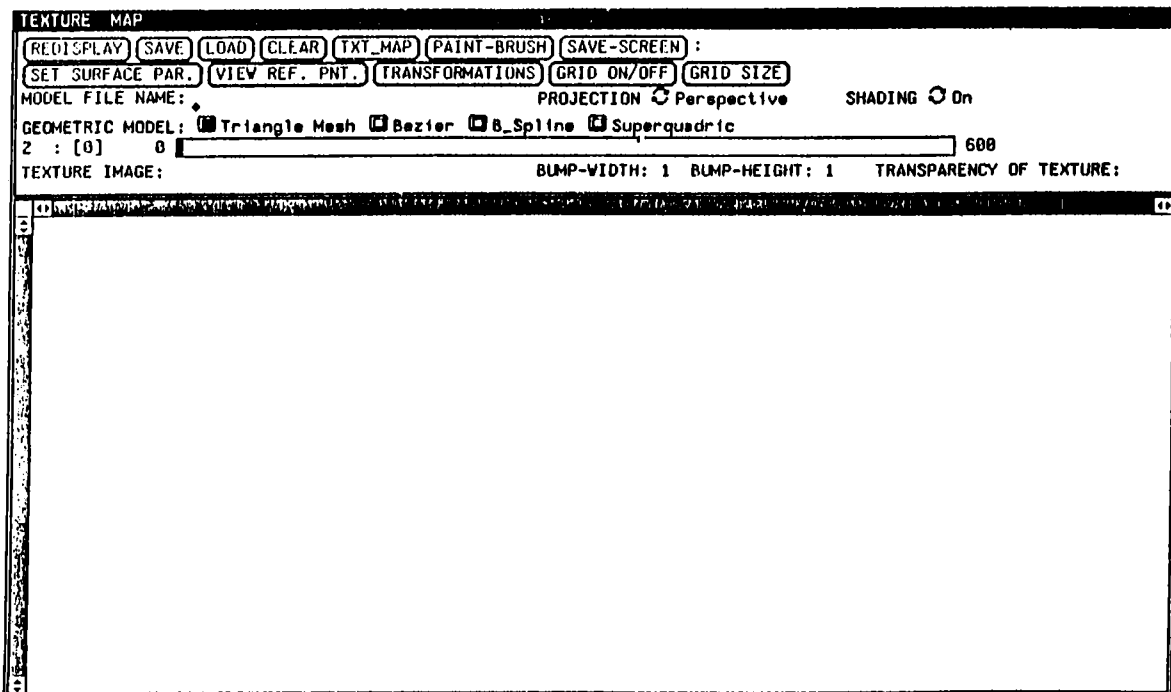 TEXTURE MAP
REDISPLAY SAVE LOAD CLEAR TXT_MAP PAINT-BRUSH SAVE-SCREEN :
SET SURFACE PAR. VIEW REF. PNT. TRANSFORMATIONS GRID ON/OFF GRID SIZE
MODEL FILE NAME: PROJECTION Perspective SHADING On
GEOMETRIC MODEL: Triangle Mesh Bezier B_Spline Superquadric
Z : [0] 0 600
TEXTURE IMAGE: BUMP-WIDTH: 1 BUMP-HEIGHT: 1 TRANSPARENCY OF TEXTURE: